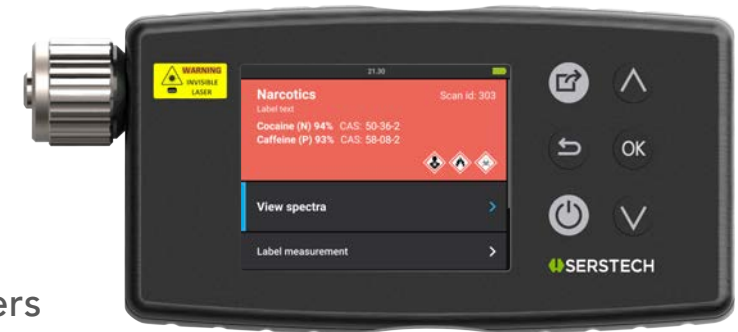 WARNING
INVISIBLE
LASER
21.30
Narcotics
Scan id: 303
Label text
Cocaine (N) 94% CAS: 50-36-2
Caffeine (P) 93% CAS: 58-08-2
View spectra
Label measurement
OK
SERSTECH
ers